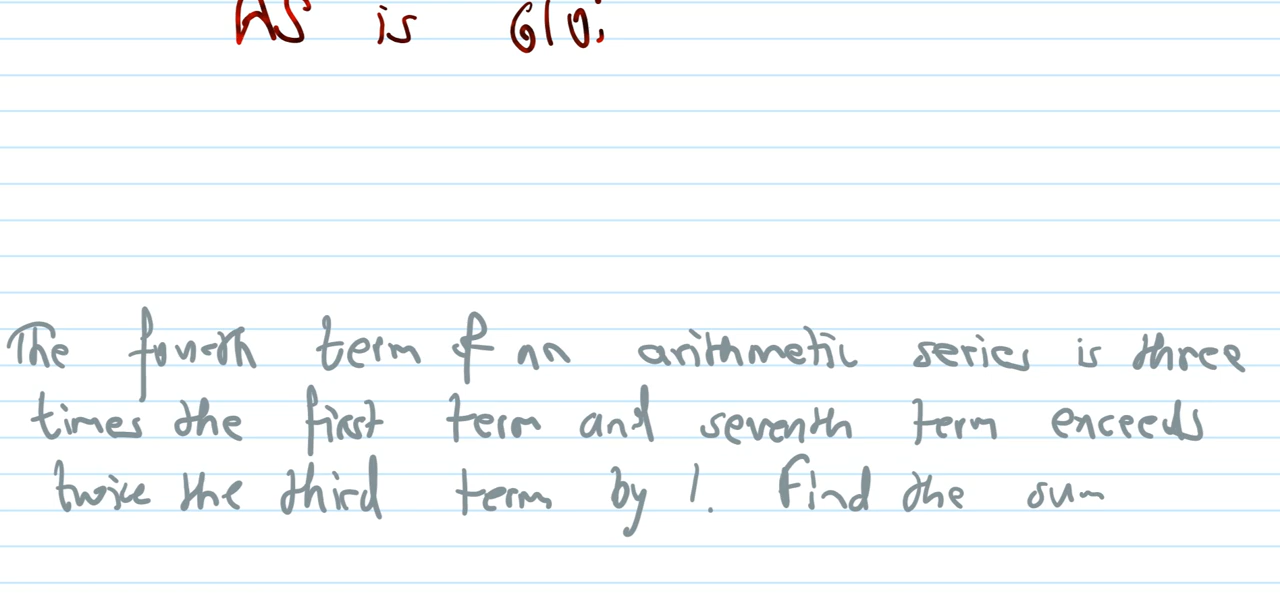 AS is 610.
The fourth term of an arithmetic series is three
times the first term and seventh term exceeds
twice the third term by 1. Find the sum